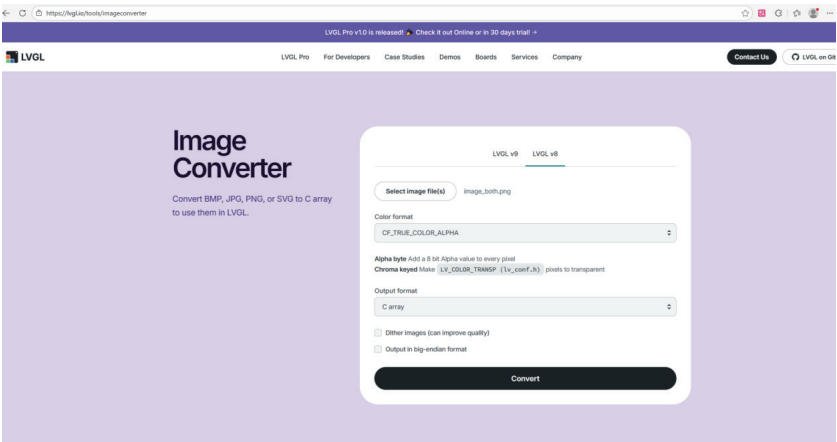 https://lvgl.io/tools/imageconverter
LVGL Pro v1.0 is released! Check it out Online or in 30 days trial! →
LVGL
LVGL Pro For Developers Case Studies Demos Boards Services Company
Contact Us
LVGL on Git
Image
Converter
Convert BMP, JPG, PNG, or SVG to C array
to use them in LVGL.
LVGL v9 LVGL v8
Select image file(s) image_both.png
Color format
CF_TRUE_COLOR_ALPHA
Alpha byte Add a 8 bit Alpha value to every pixel
Chroma keyed Make LV_COLOR_TRANSP (lv_conf.h) pixels to transparent
Output format
C array
Dither images (can improve quality)
Output in big-endian format
Convert